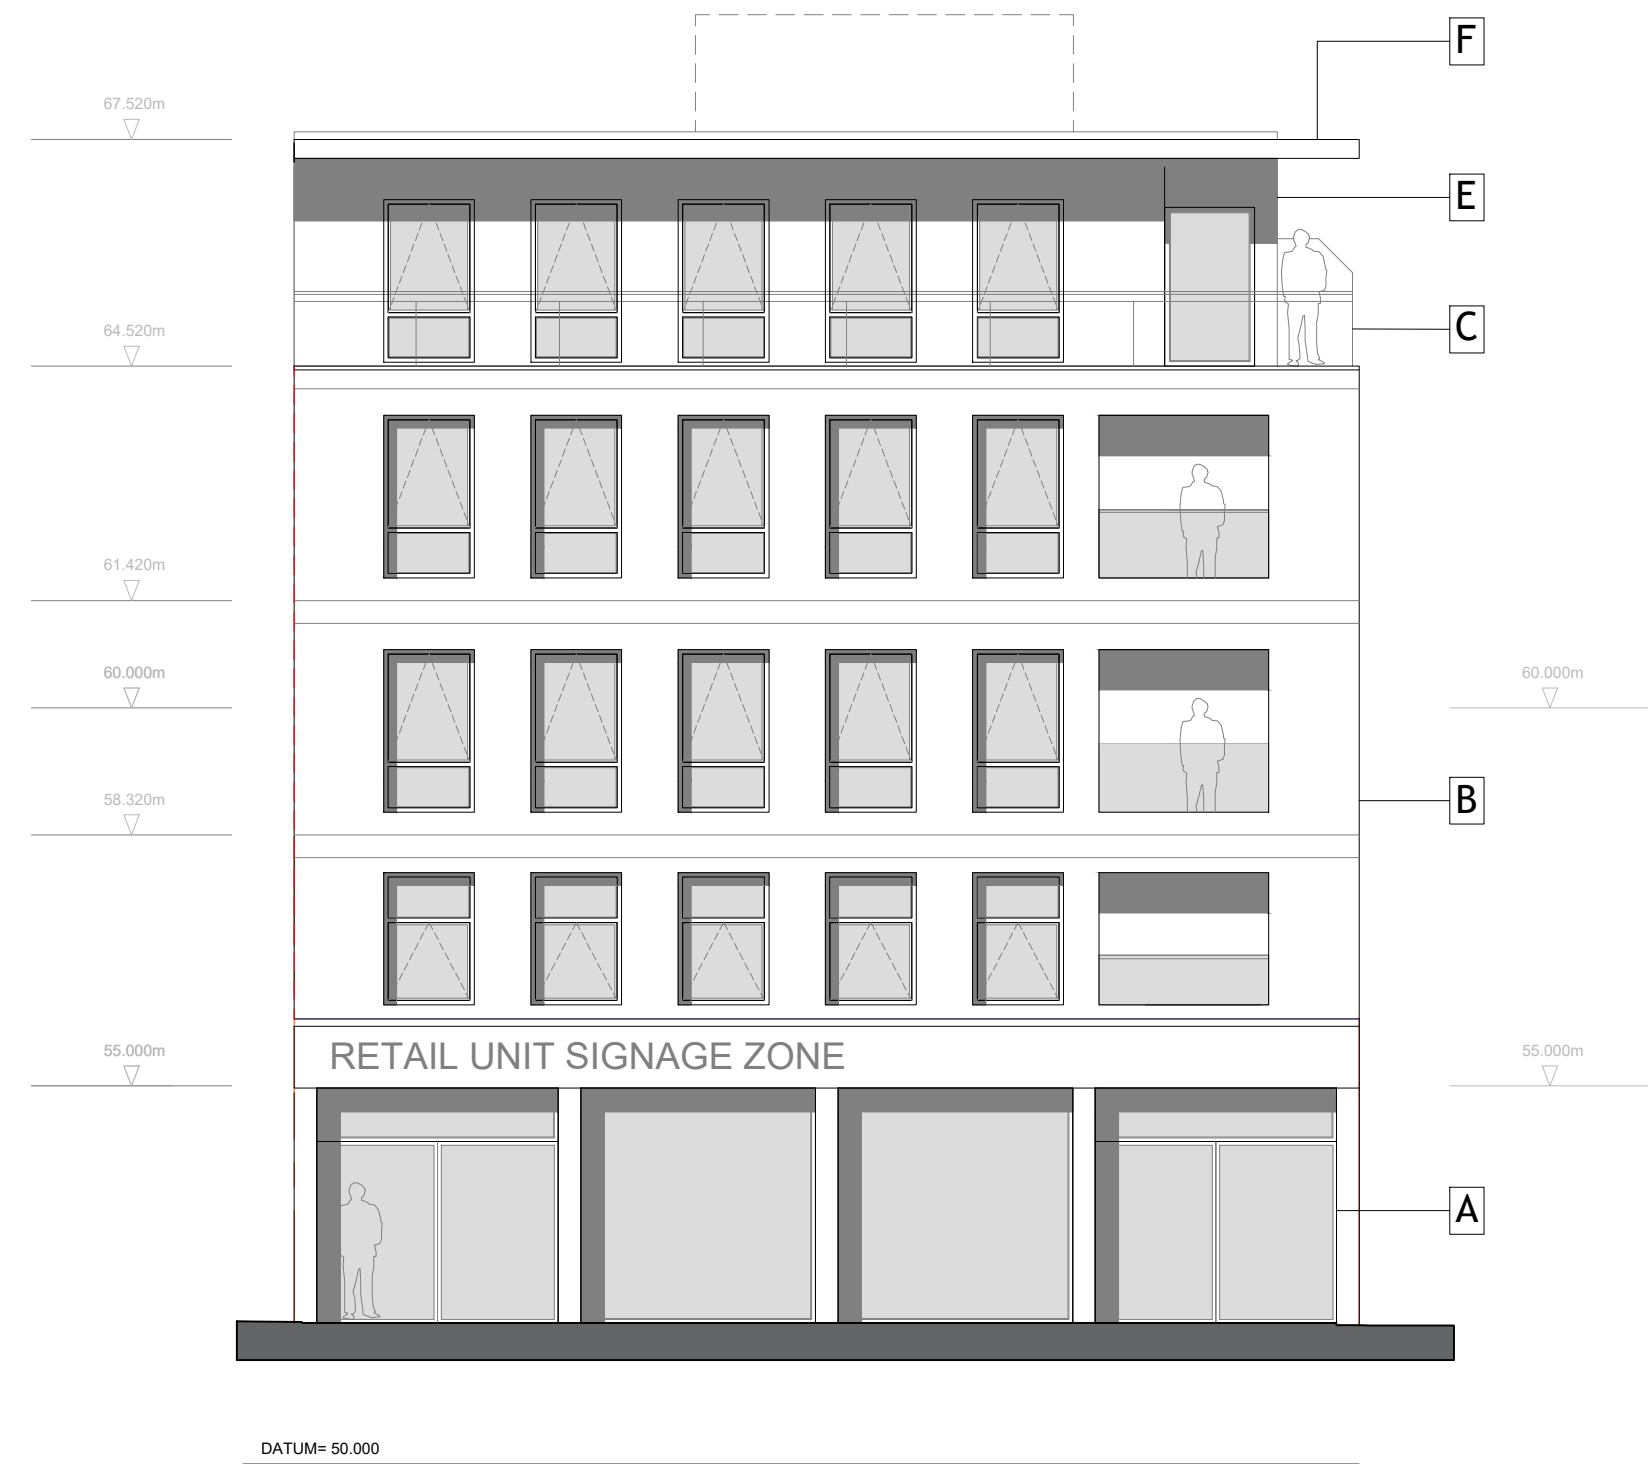 F
67.520m
E
C
64.520m
61.420m
60.000m
60.000m
58.320m
B
RETAIL UNIT SIGNAGE ZONE
55.000m
55.000m
A
DATUM= 50.000